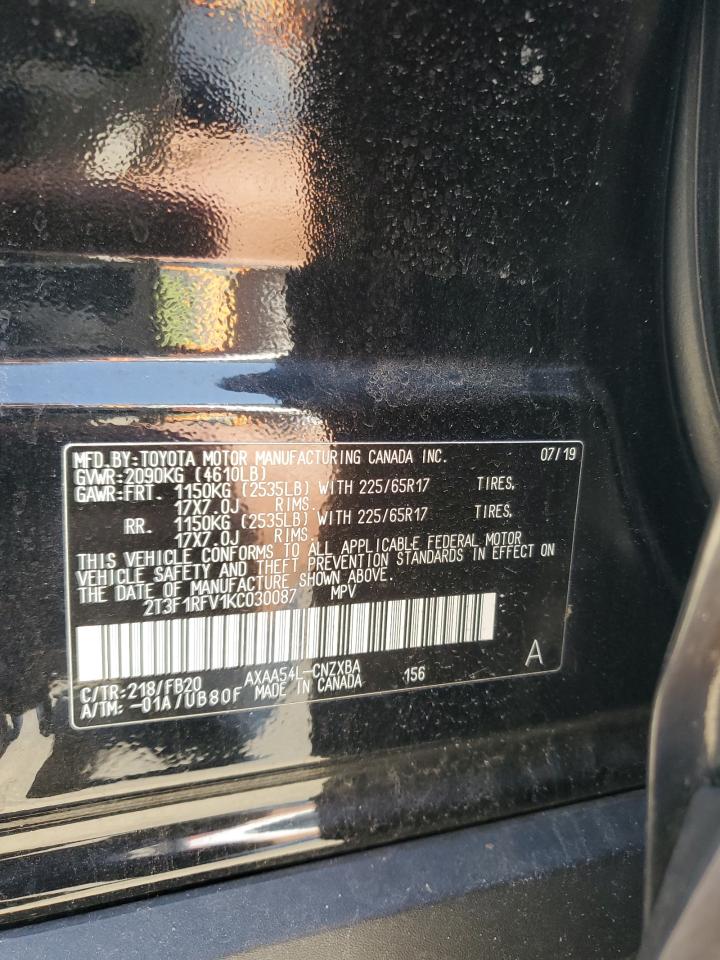 MFD.BY:TOYOTA MOTOR MANUFACTURING CANADA INC. 07/19
GVWR:2090KG (4610LB)
GAWR:FRT. 1150KG (2535LB) WITH 225/65R17 TIRES,
17X7.0J RIMS.
RR. 1150KG (2535LB) WITH 225/65R17 TIRES,
17X7.0J RIMS.
THIS VEHICLE CONFORMS TO ALL APPLICABLE FEDERAL MOTOR
VEHICLE SAFETY AND THEFT PREVENTION STANDARDS IN EFFECT ON
THE DATE OF MANUFACTURE SHOWN ABOVE.
2T3F1RFV1KC030087 MPV
C/TR:218/FB20 AXAA54L-CNZXBA 156 A
A/TM: -01A/UB80F MADE IN CANADA